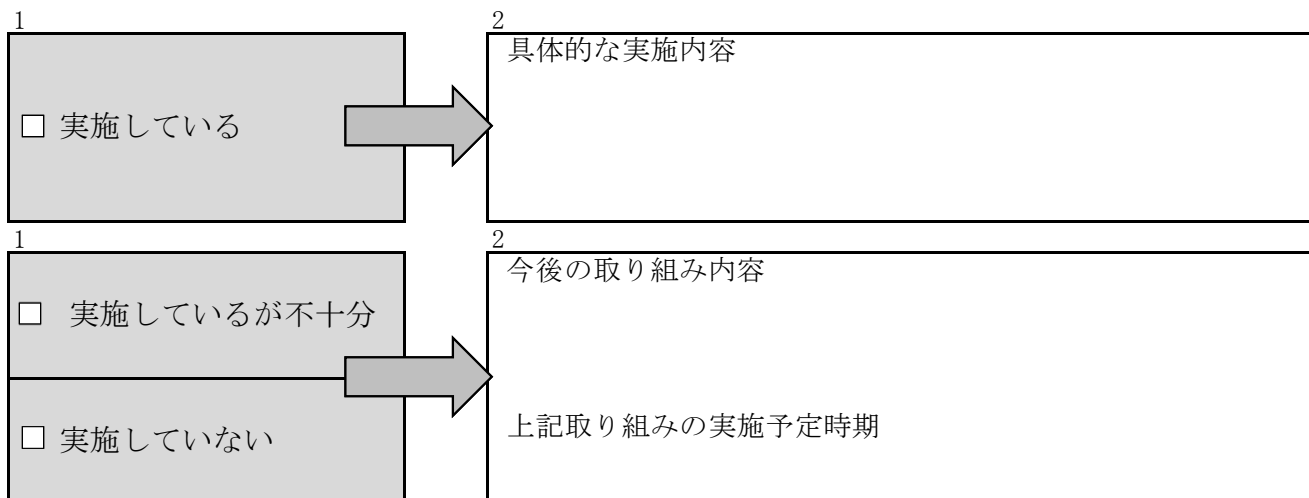 1
2
□ 実施している
具体的な実施内容
1
2
□ 実施しているが不十分
□ 実施していない
今後の取り組み内容
上記取り組みの実施予定時期